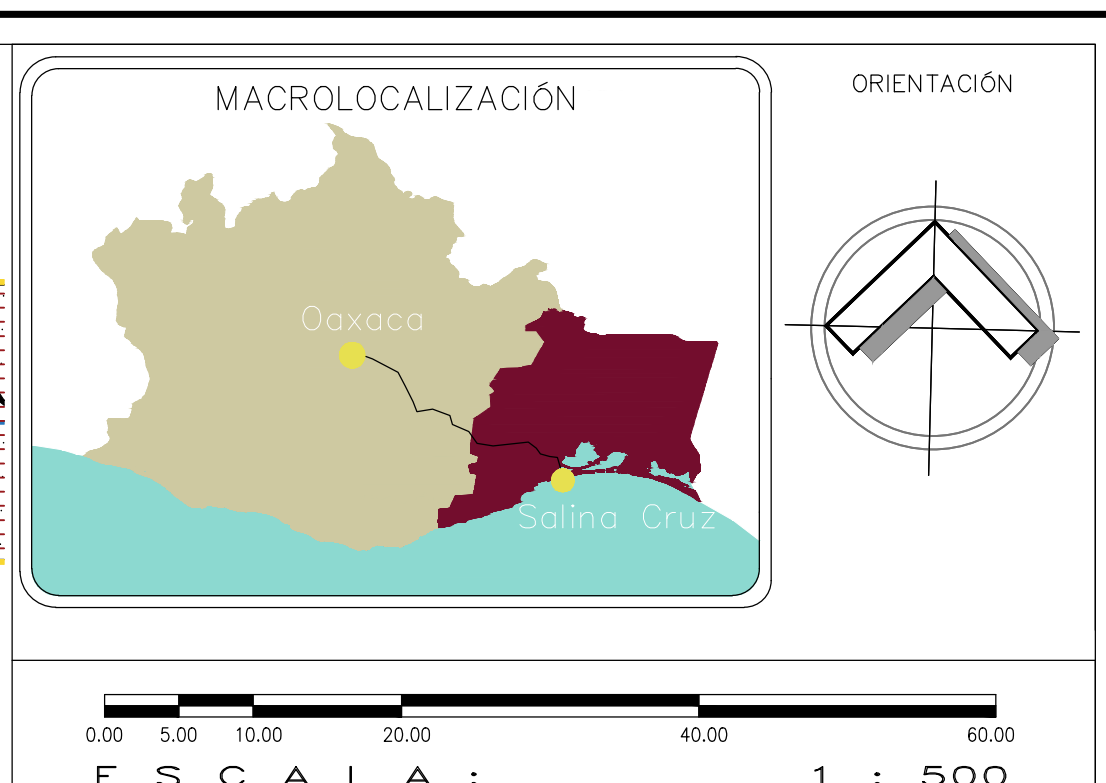 MACROLOCALIZACIÓN
ORIENTACIÓN
Oaxaca
Salina Cruz
0.00 5.00 10.00 20.00 40.00 60.00
ESCALA: 1 : 500